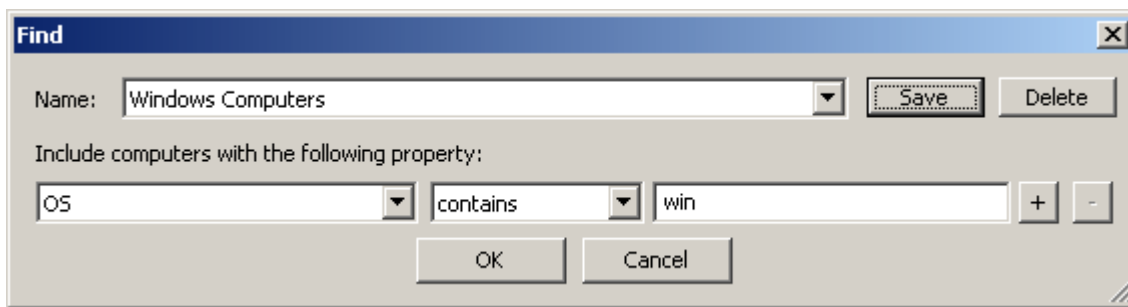 Find
Name: Windows Computers Save Delete
Include computers with the following property:
OS contains win + -
OK Cancel